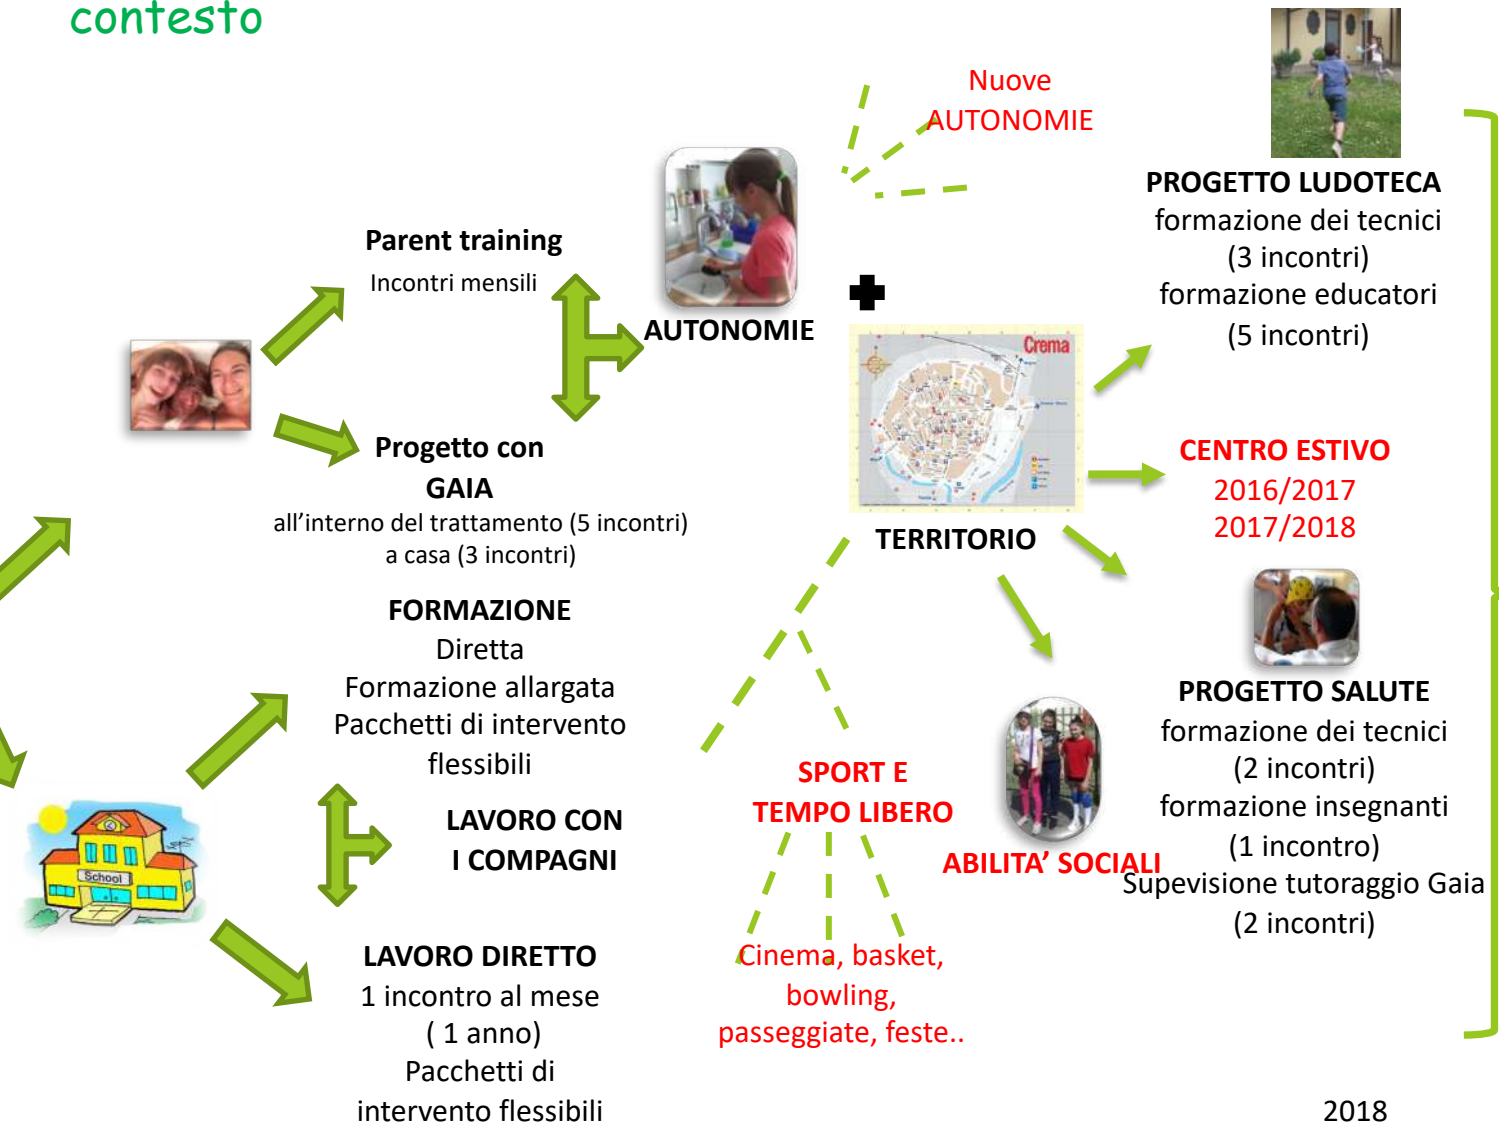 contesto
Nuove
AUTONOMIE
PROGETTO LUDOTECA
formazione dei tecnici
(3 incontri)
formazione educatori
(5 incontri)
Parent training
Incontri mensili
AUTONOMIE
Crema
Progetto con
GAIA
all'interno del trattamento (5 incontri)
a casa (3 incontri)
CENTRO ESTIVO
2016/2017
2017/2018
TERRITORIO
FORMAZIONE
Diretta
Formazione allargata
Pacchetti di intervento
flessibili
PROGETTO SALUTE
formazione dei tecnici
(2 incontri)
formazione insegnanti
(1 incontro)
Supevisione tutoraggio Gaia
(2 incontri)
SPORT E
TEMPO LIBERO
ABILITA' SOCIALI
LAVORO CON
I COMPAGNI
School
LAVORO DIRETTO
1 incontro al mese
( 1 anno)
Pacchetti di
intervento flessibili
Cinema, basket,
bowling,
passeggiate, feste..
2018